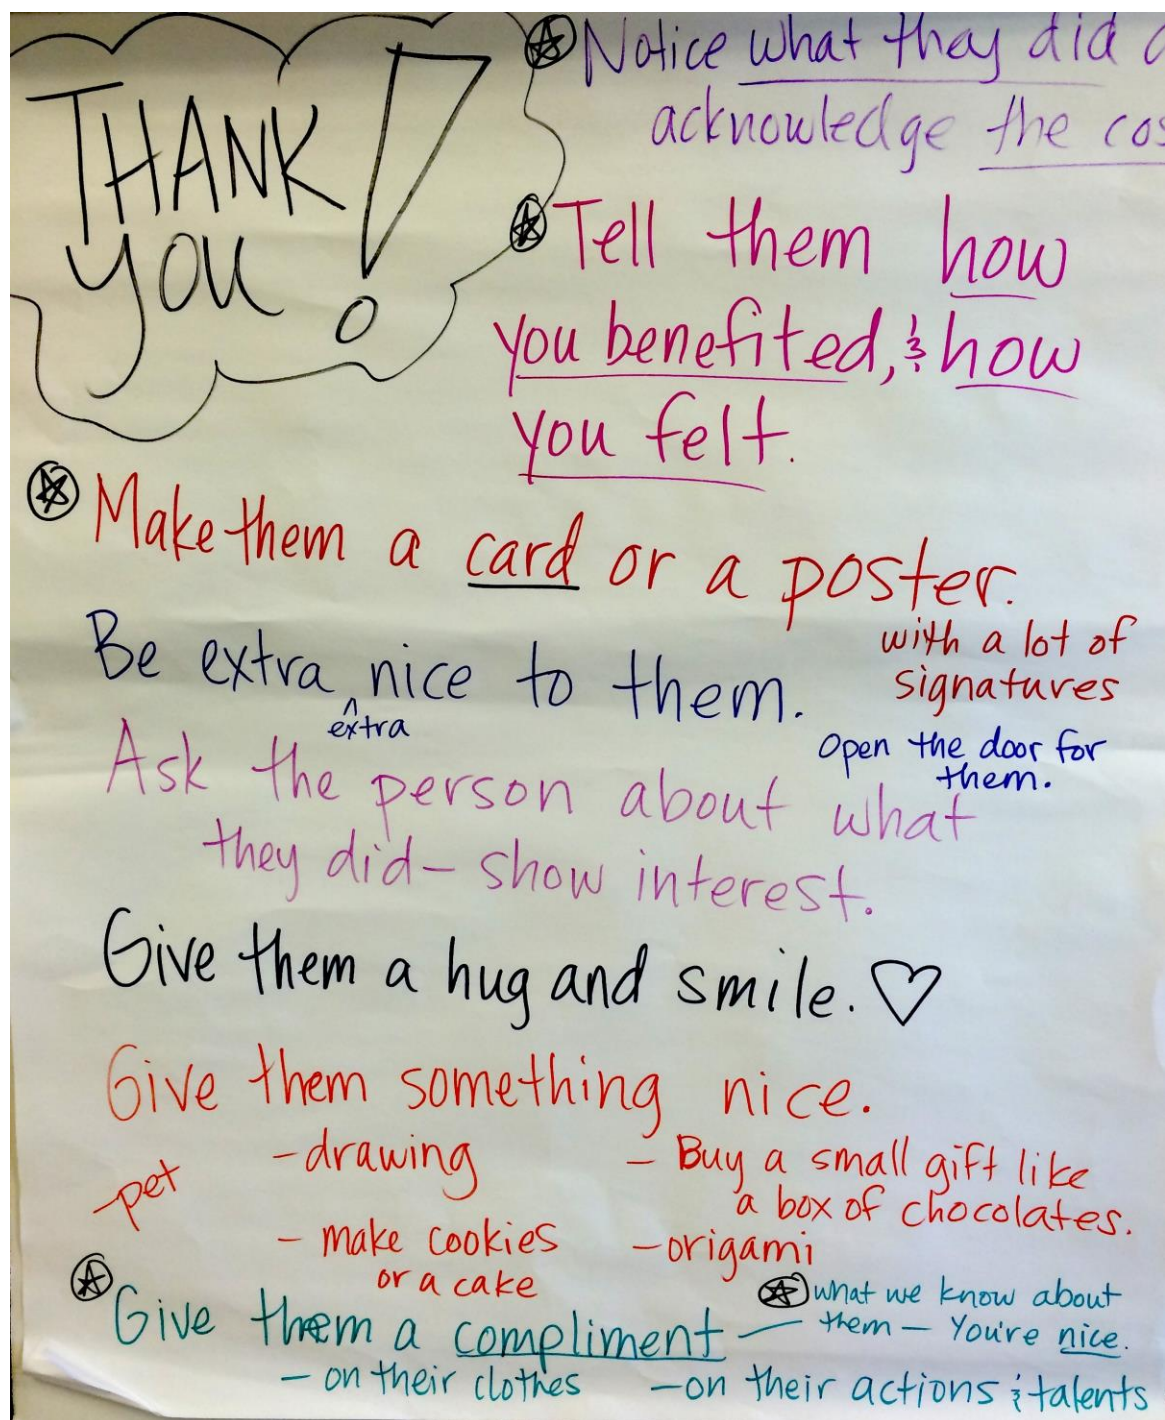 THANK
YOU!
Notice what they did
acknowledge the
Tell them how
you benefited, & how
you felt.
Make them a card or a poster.
with a lot of
signatures
Be extra nice to them.
extra
Open the door for
them.
Ask the person about what
they did - show interest.
Give them a hug and smile.
Give them something nice.
- drawing
- Buy a small gift like
a box of chocolates.
-pet
- make cookies
or a cake
- origami
Give them a compliment —
what we know about
them — You're nice.
- on their clothes
- on their actions & talents